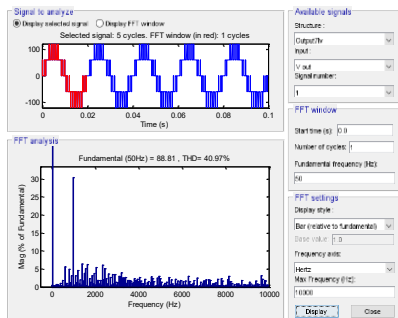 Signal to analyze
Display selected signal Display FFT window
Selected signal: 5 cycles. FFT window (in red): 1 cycles
100
0
-100
0 0.02 0.04 0.06 0.08 0.1
Time (s)
FFT analysis
Fundamental (50Hz) = 88.81 , THD= 40.97%
Mag (% of Fundamental)
30
25
20
15
10
5
0
0 2000 4000 6000 8000 10000
Frequency (Hz)
Available signals
Structure :
Input :
V out
Signal number:
1
FFT window
Start time (s): 0.0
Number of cycles: 1
Fundamental frequency (Hz):
50
FFT settings
Display style :
Bar (relative to fundamental)
Base value: 1.0
Frequency axis:
Hertz
Max Frequency (Hz):
10000
Display Close